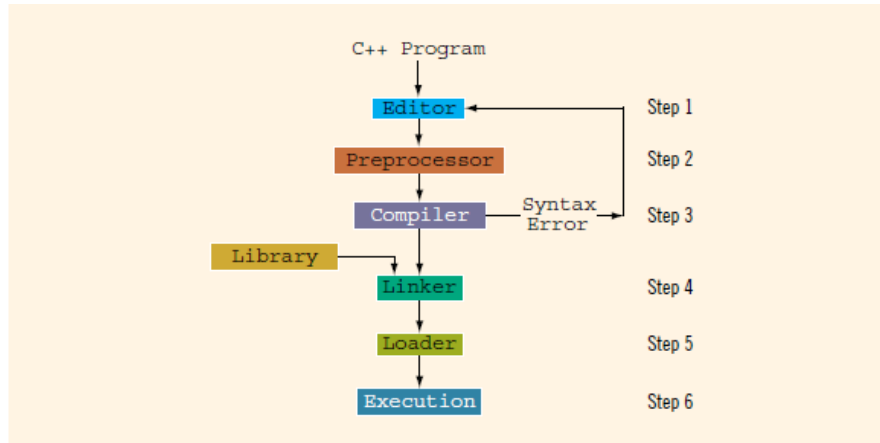 C++ Program
Editor Step 1
Preprocessor Step 2
Compiler Syntax Error Step 3
Library
Linker Step 4
Loader Step 5
Execution Step 6